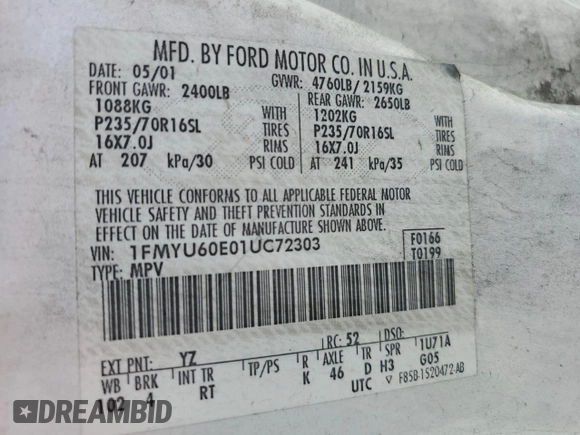 MFD. BY FORD MOTOR CO. IN U.S.A.
DATE: 05/01 GVWR: 4760LB/ 2159KG
FRONT GAWR: 2400LB REAR GAWR: 2650LB
1088KG WITH 1202KG WITH
P235/70R16SL TIRES P235/70R16SL TIRES
16X7.0J RIMS 16X7.0J RIMS
AT 207 kPa/30 PSI COLD AT 241 kPa/35 PSI COLD
THIS VEHICLE CONFORMS TO ALL APPLICABLE FEDERAL MOTOR
VEHICLE SAFETY AND THEFT PREVENTION STANDARDS IN
EFFECT ON THE DATE OF MANUFACTURE SHOWN ABOVE.
VIN: 1FMYU60E01UC72303 F0166
TYPE: MPV T0199
EXT PNT: YZ RC: 52 DSO:
WB BRK INT TR TP/PS R AXLE TR SPR 1U71A
102 4 RT K 46 D H3 G05
UTC ▽ F85B-1520472-AB
DREAMBID